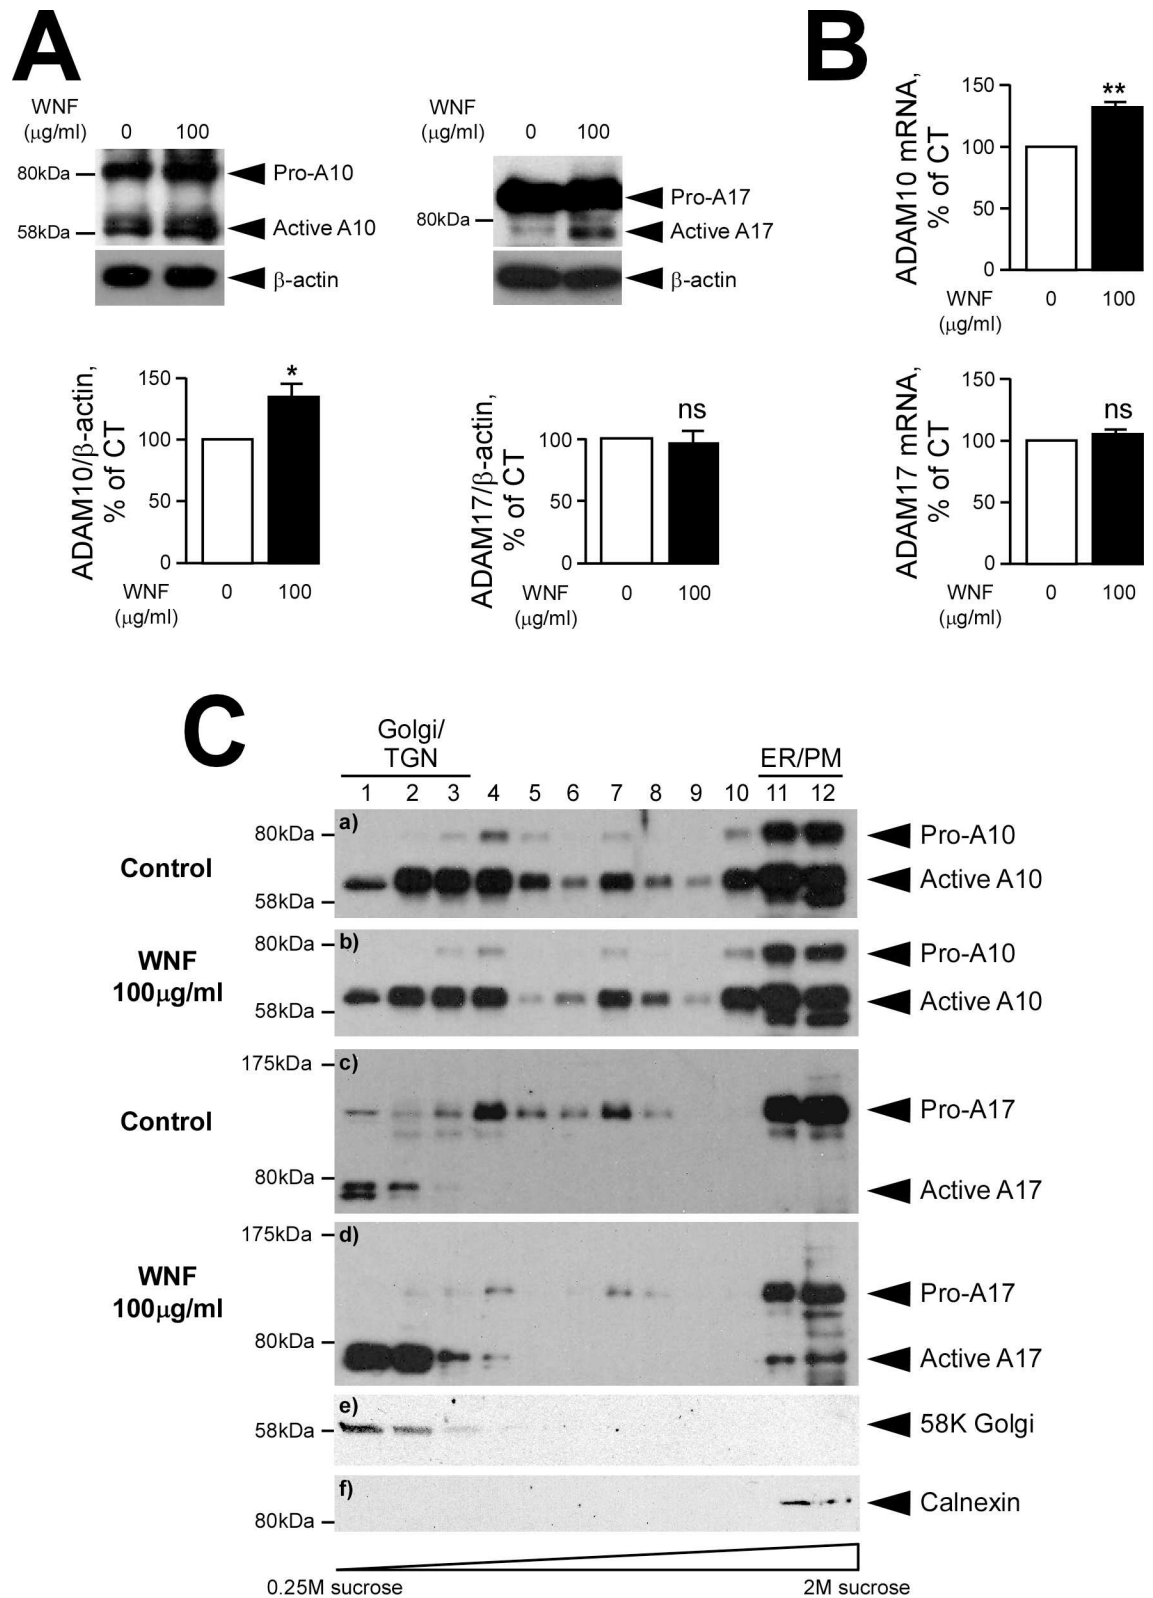 A
WNF
(μg/ml)
0
100
80kDa
58kDa
Pro-A10
Active A10
β-actin
WNF
(μg/ml)
0
100
80kDa
Pro-A17
Active A17
β-actin
ADAM10/β-actin,
% of CT
150
100
50
0
*
WNF
(μg/ml)
0
100
ADAM17/β-actin,
% of CT
100
50
0
ns
WNF
(μg/ml)
0
100
B
ADAM10 mRNA,
% of CT
150
100
50
0
**
WNF
(μg/ml)
0
100
ADAM17 mRNA,
% of CT
150
100
50
0
ns
WNF
(μg/ml)
0
100
C
Golgi/
TGN
ER/PM
1 2 3 4 5 6 7 8 9 10 11 12
Control
a)
80kDa
58kDa
Pro-A10
Active A10
WNF
100μg/ml
b)
80kDa
58kDa
Pro-A10
Active A10
Control
c)
175kDa
80kDa
Pro-A17
Active A17
WNF
100μg/ml
d)
175kDa
80kDa
Pro-A17
Active A17
e)
58kDa
58K Golgi
f)
80kDa
Calnexin
0.25M sucrose
2M sucrose